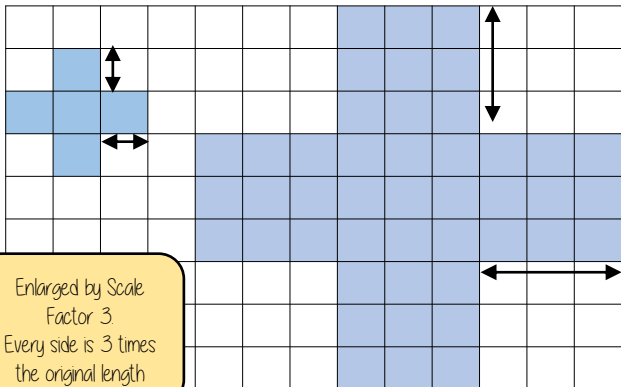 Enlarged by Scale
Factor 3.
Every side is 3 times
the original length